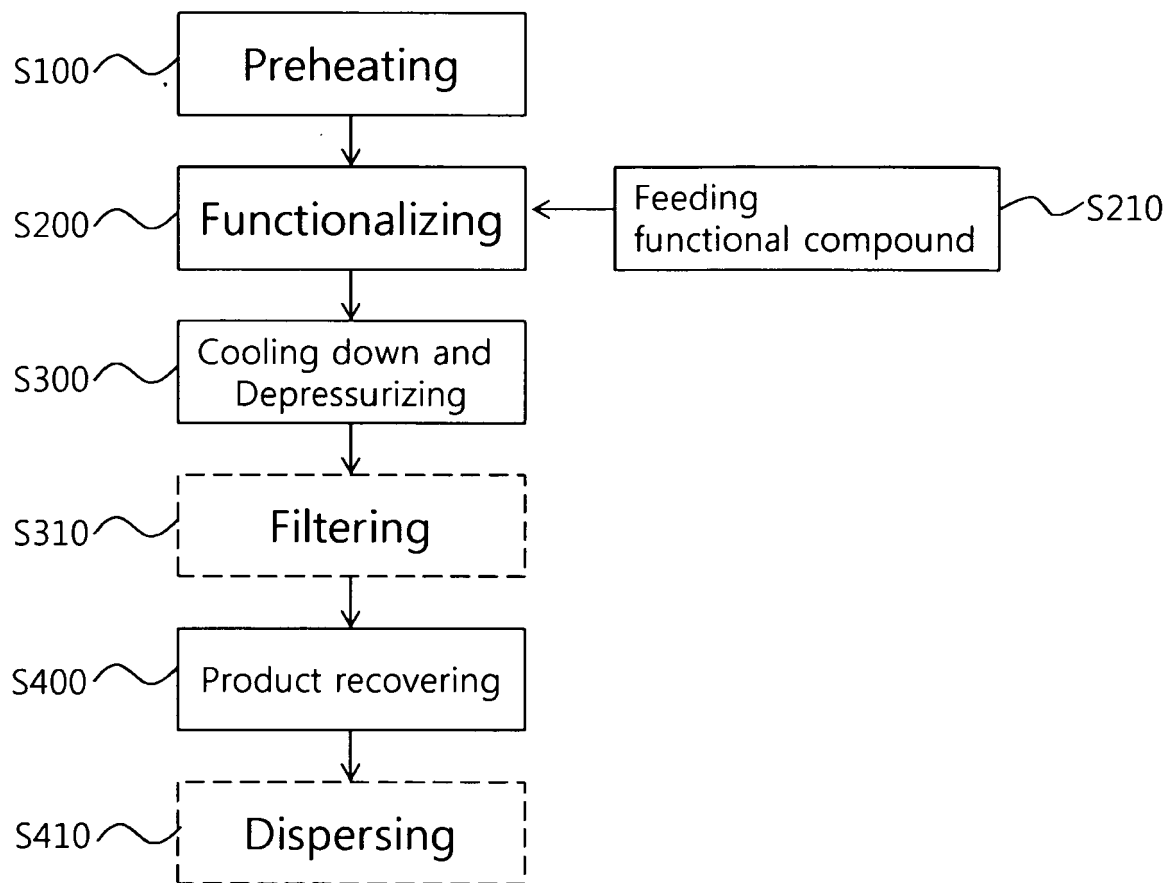 S100
Preheating
S200
Functionalizing
Feeding
functional compound
S210
S300
Cooling down and
Depressurizing
S310
Filtering
S400
Product recovering
S410
Dispersing